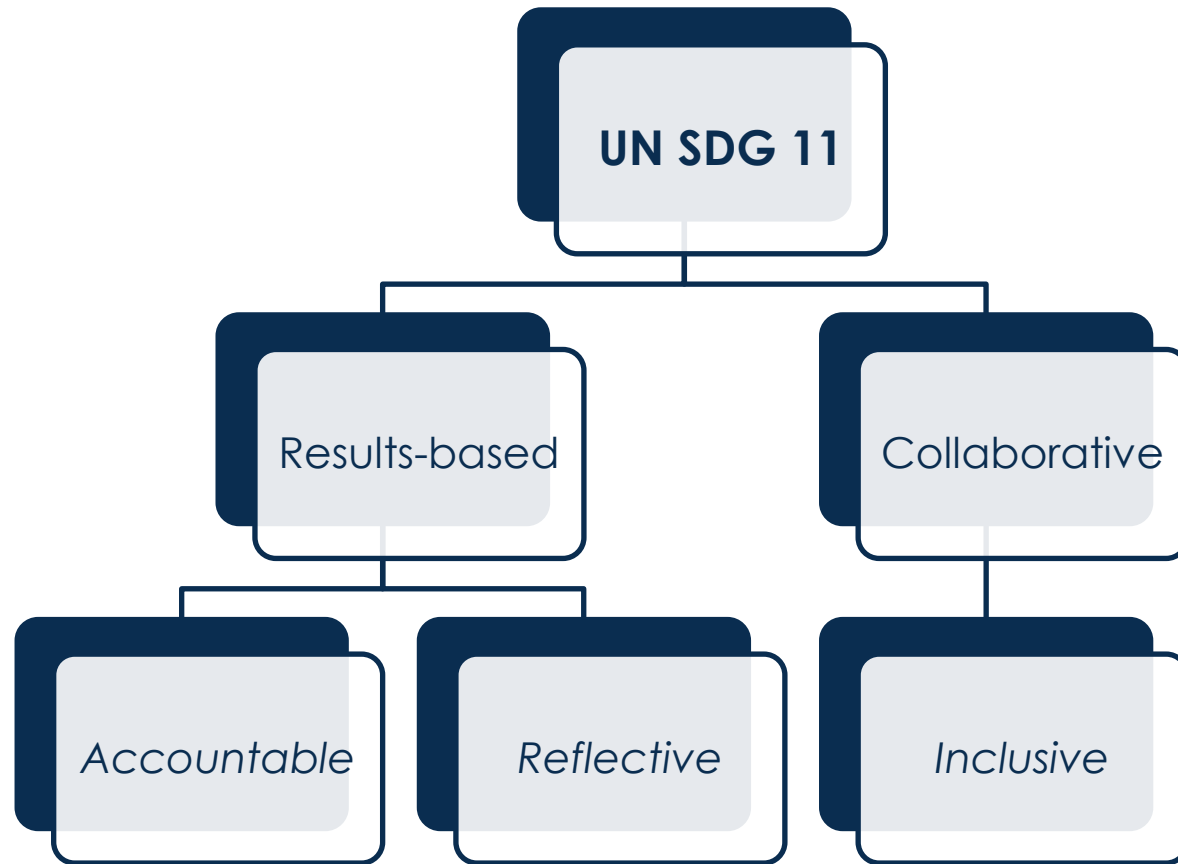 UN SDG 11
Results-based
Collaborative
Accountable
Reflective
Inclusive